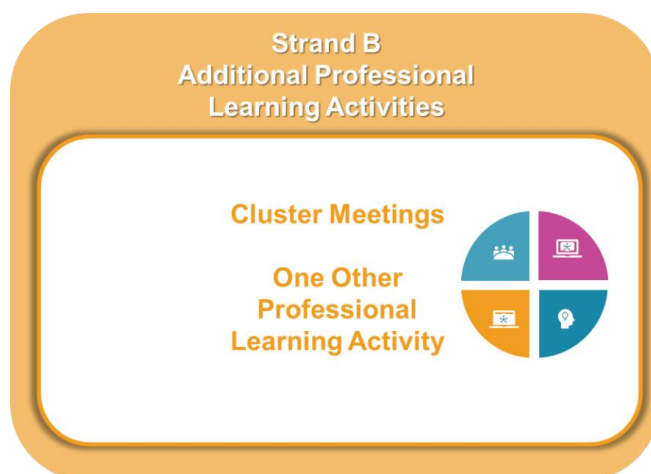 Strand B
Additional Professional
Learning Activities
Cluster Meetings
One Other
Professional
Learning Activity